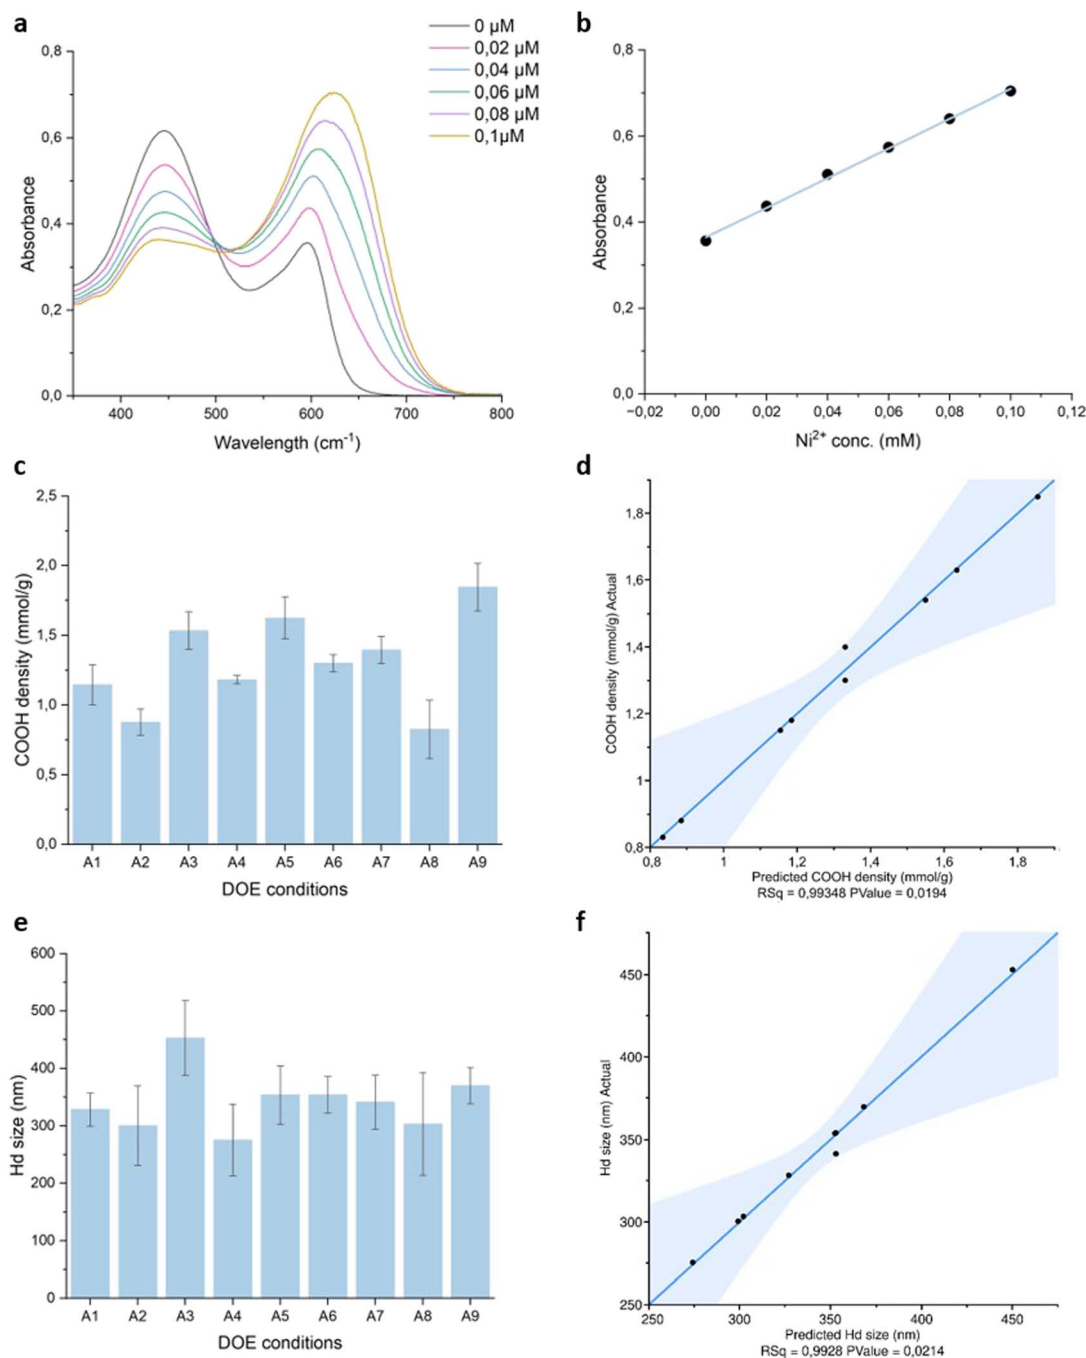 a
0 µM
0,02 µM
0,04 µM
0,06 µM
0,08 µM
0,1µM
0,8
0,6
0,4
0,2
0,0
Absorbance
400 500 600 700 800
Wavelength (cm⁻¹)
b
0,8
0,6
0,4
0,2
0,0
Absorbance
−0,02 0,00 0,02 0,04 0,06 0,08 0,10 0,12
Ni²⁺ conc. (mM)
c
2,5
2,0
1,5
1,0
0,5
0,0
COOH density (mmol/g)
A1 A2 A3 A4 A5 A6 A7 A8 A9
DOE conditions
d
1,8
1,6
1,4
1,2
1
0,8
COOH density (mmol/g) Actual
0,8 1 1,2 1,4 1,6 1,8
Predicted COOH density (mmol/g)
RSq = 0,99348 PValue = 0,0194
e
600
500
400
300
200
100
0
Hd size (nm)
A1 A2 A3 A4 A5 A6 A7 A8 A9
DOE conditions
f
450
400
350
300
250
Hd size (nm) Actual
250 300 350 400 450
Predicted Hd size (nm)
RSq = 0,9928 PValue = 0,0214